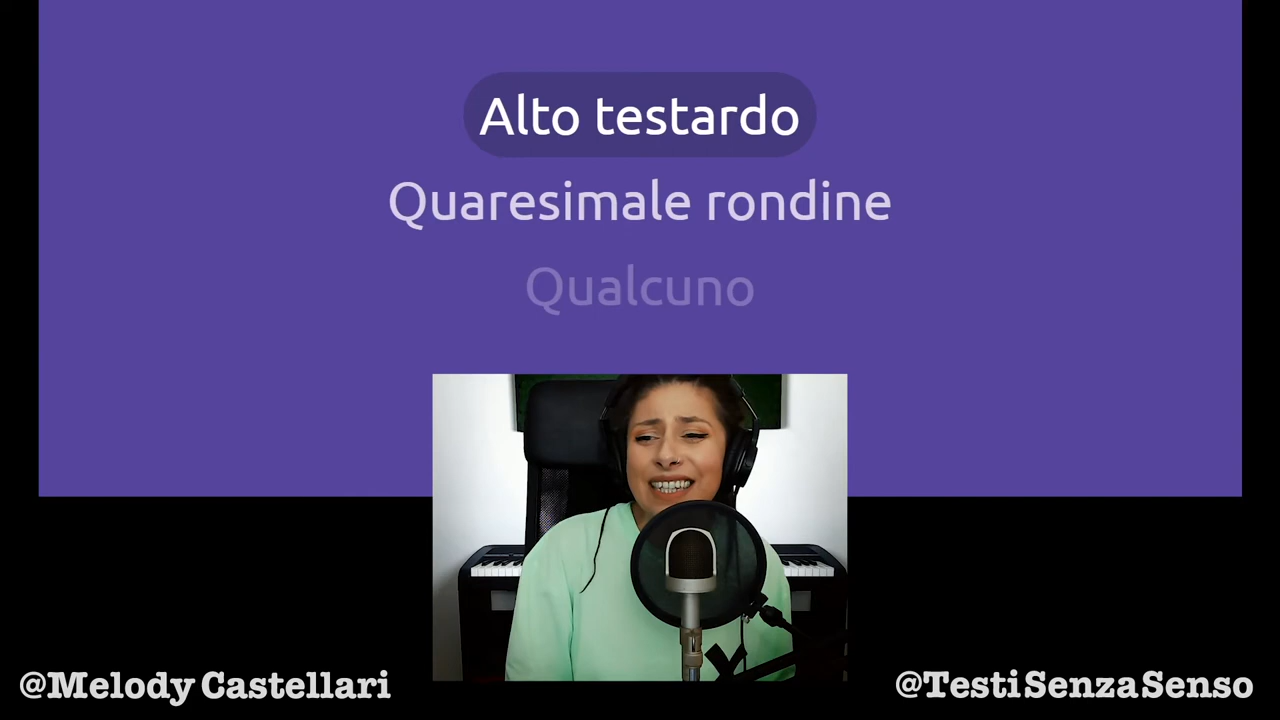 Alto testardo
Quaresimale rondine
Qualcuno
@Melody Castellari
@TestiSenzaSenso